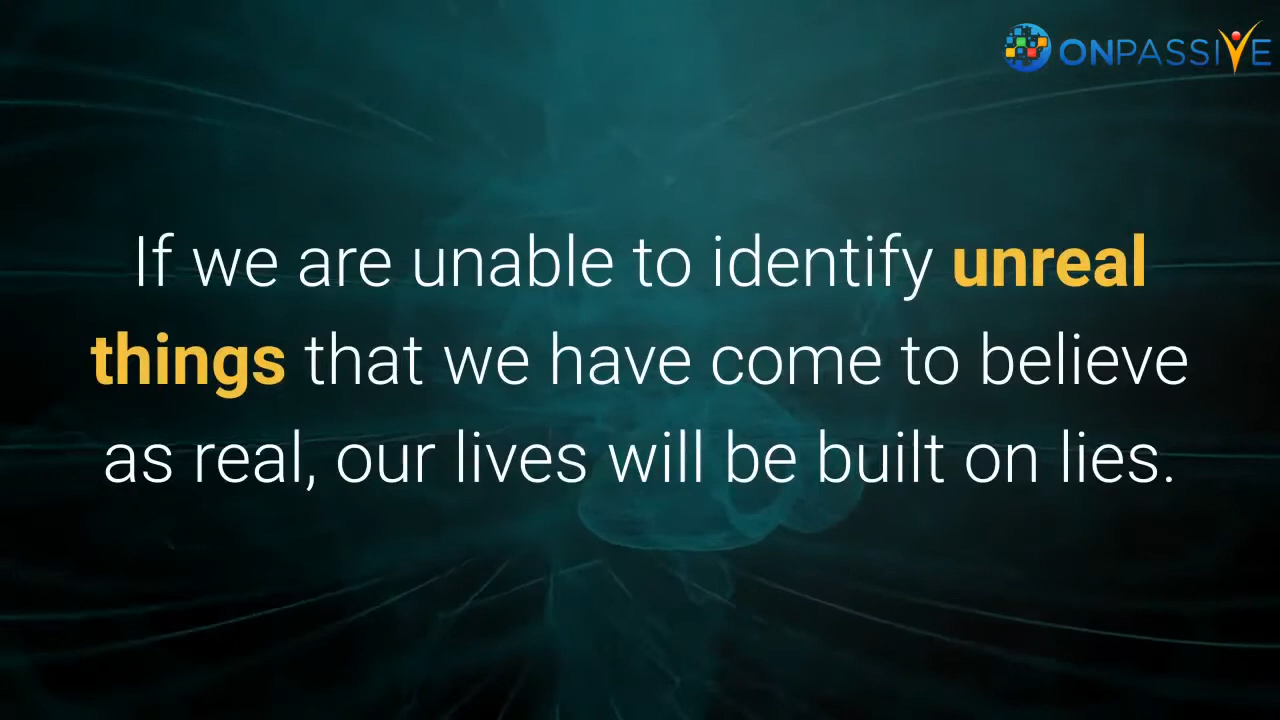 ONPASSIVE
If we are unable to identify unreal
things that we have come to believe
as real, our lives will be built on lies.